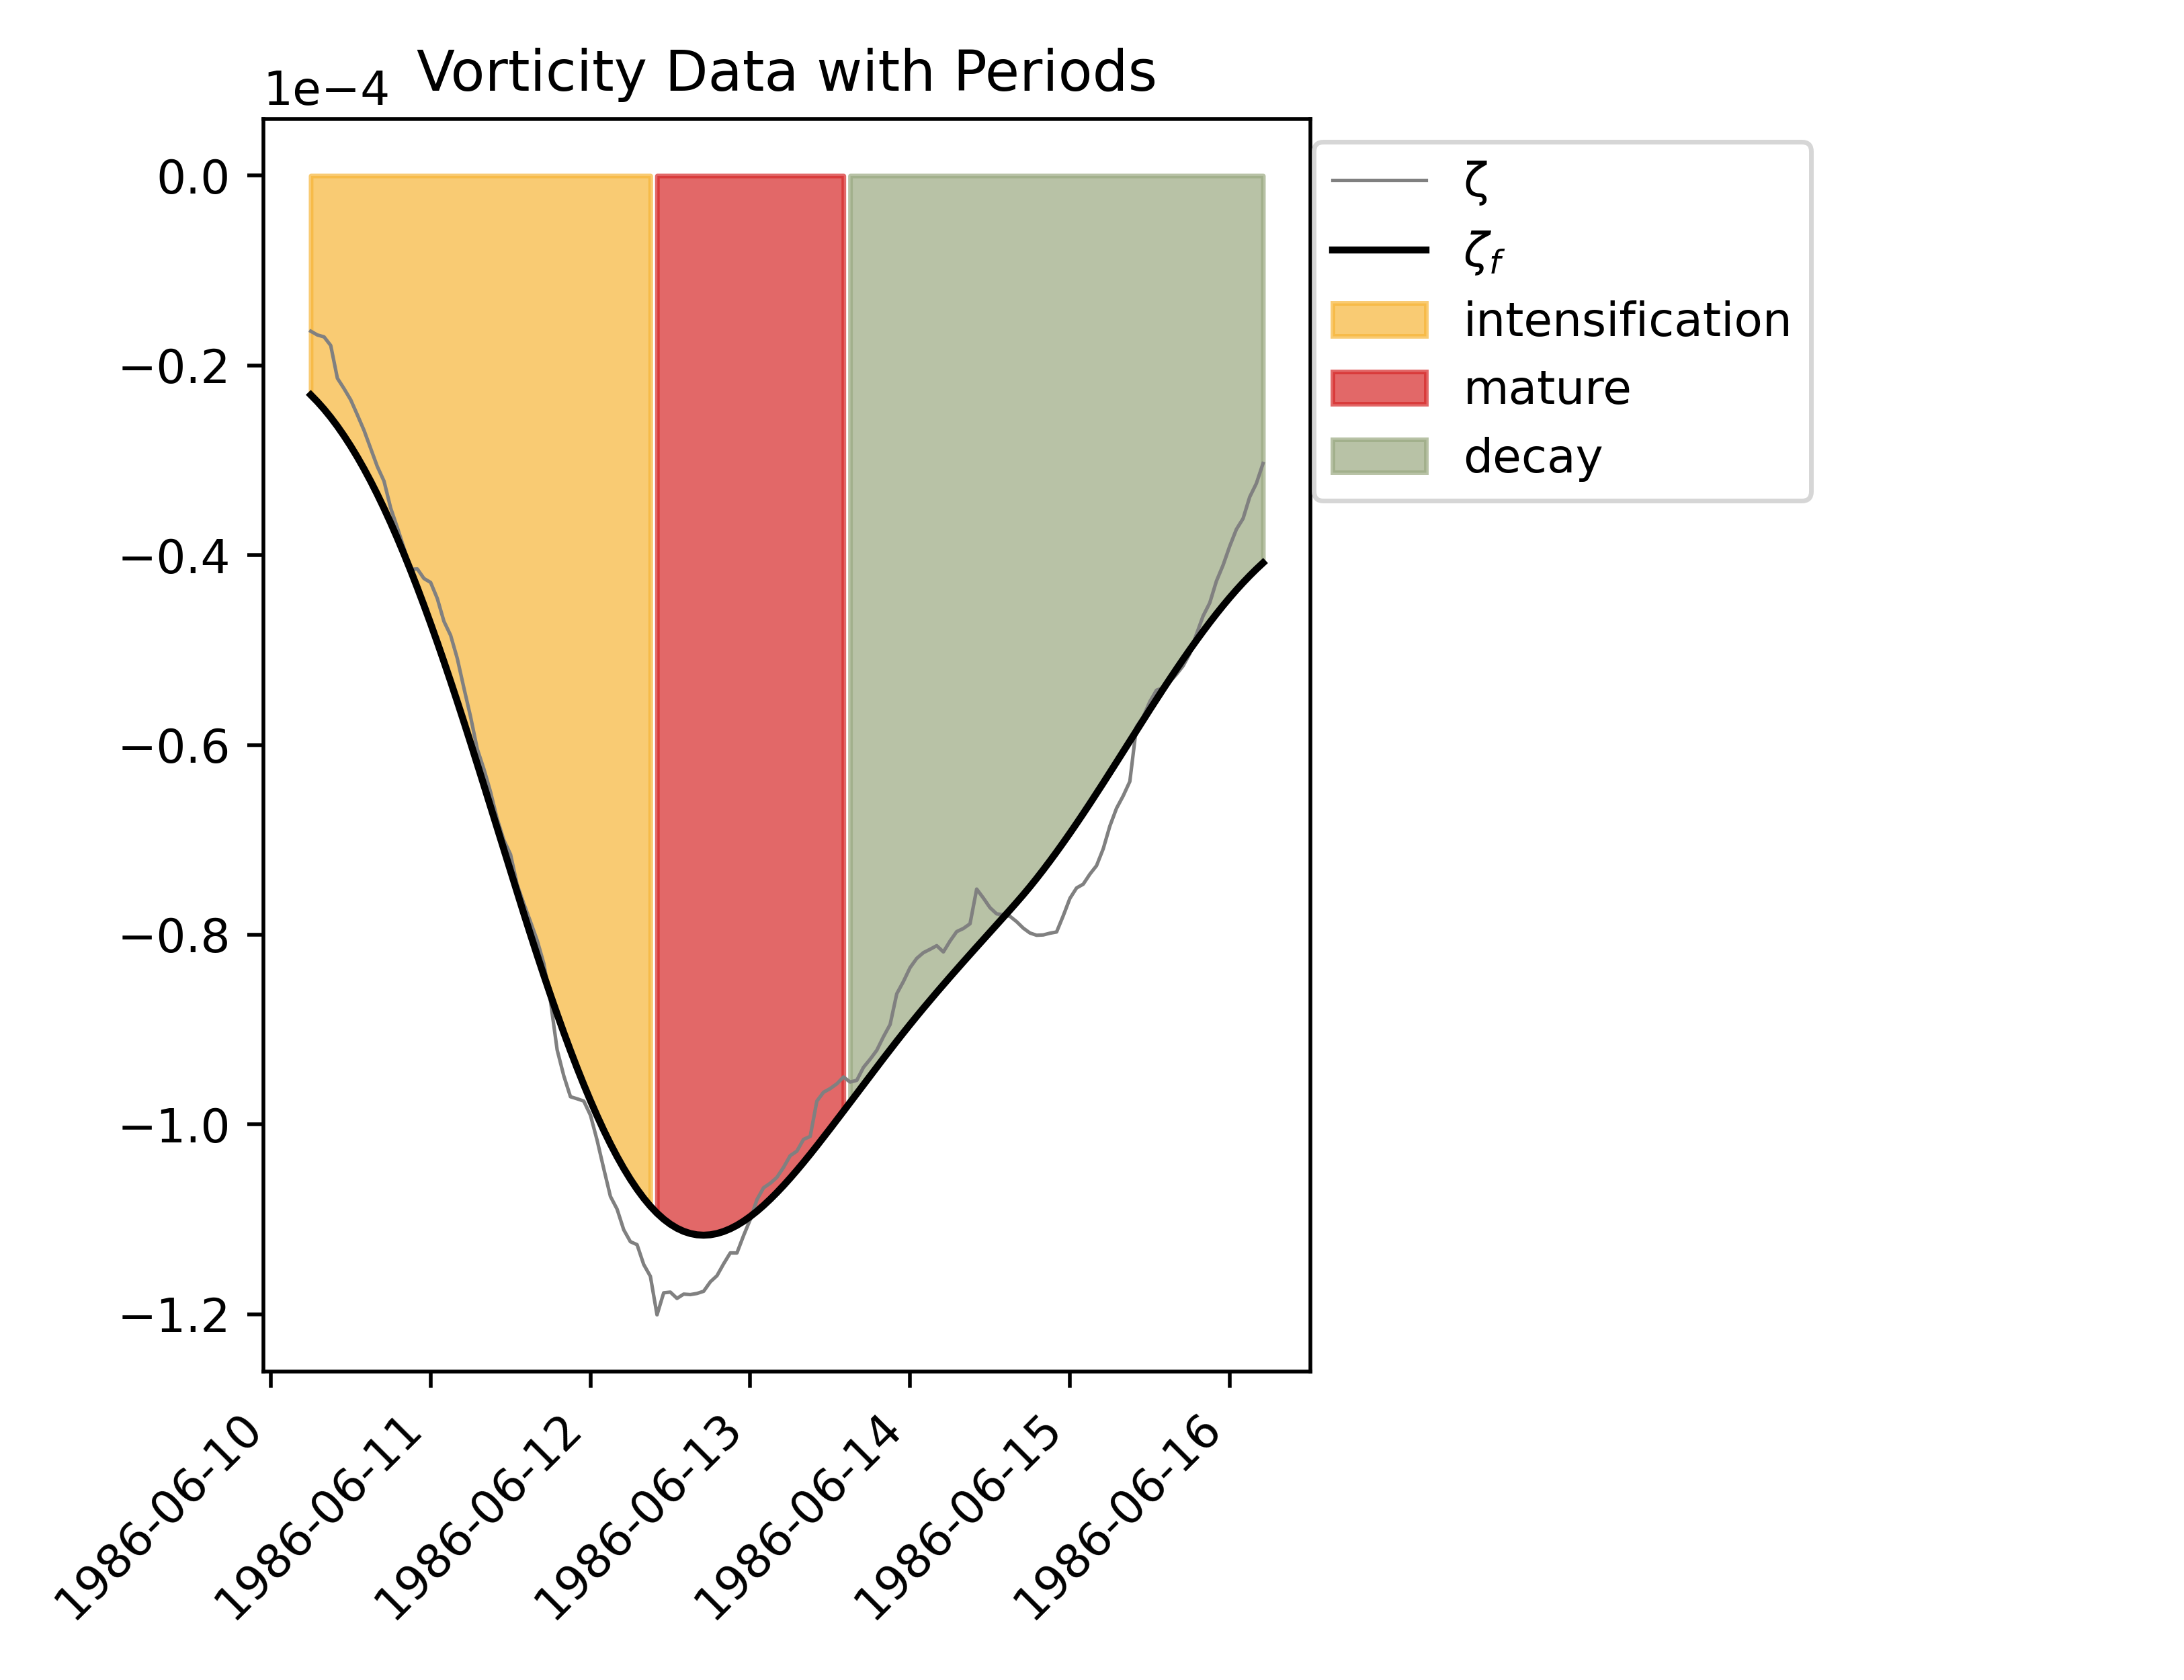 Vorticity Data with Periods
1e−4
0.0
−0.2
−0.4
−0.6
−0.8
−1.0
−1.2
1986-06-10
1986-06-11
1986-06-12
1986-06-13
1986-06-14
1986-06-15
1986-06-16
ζ
ζf
intensification
mature
decay